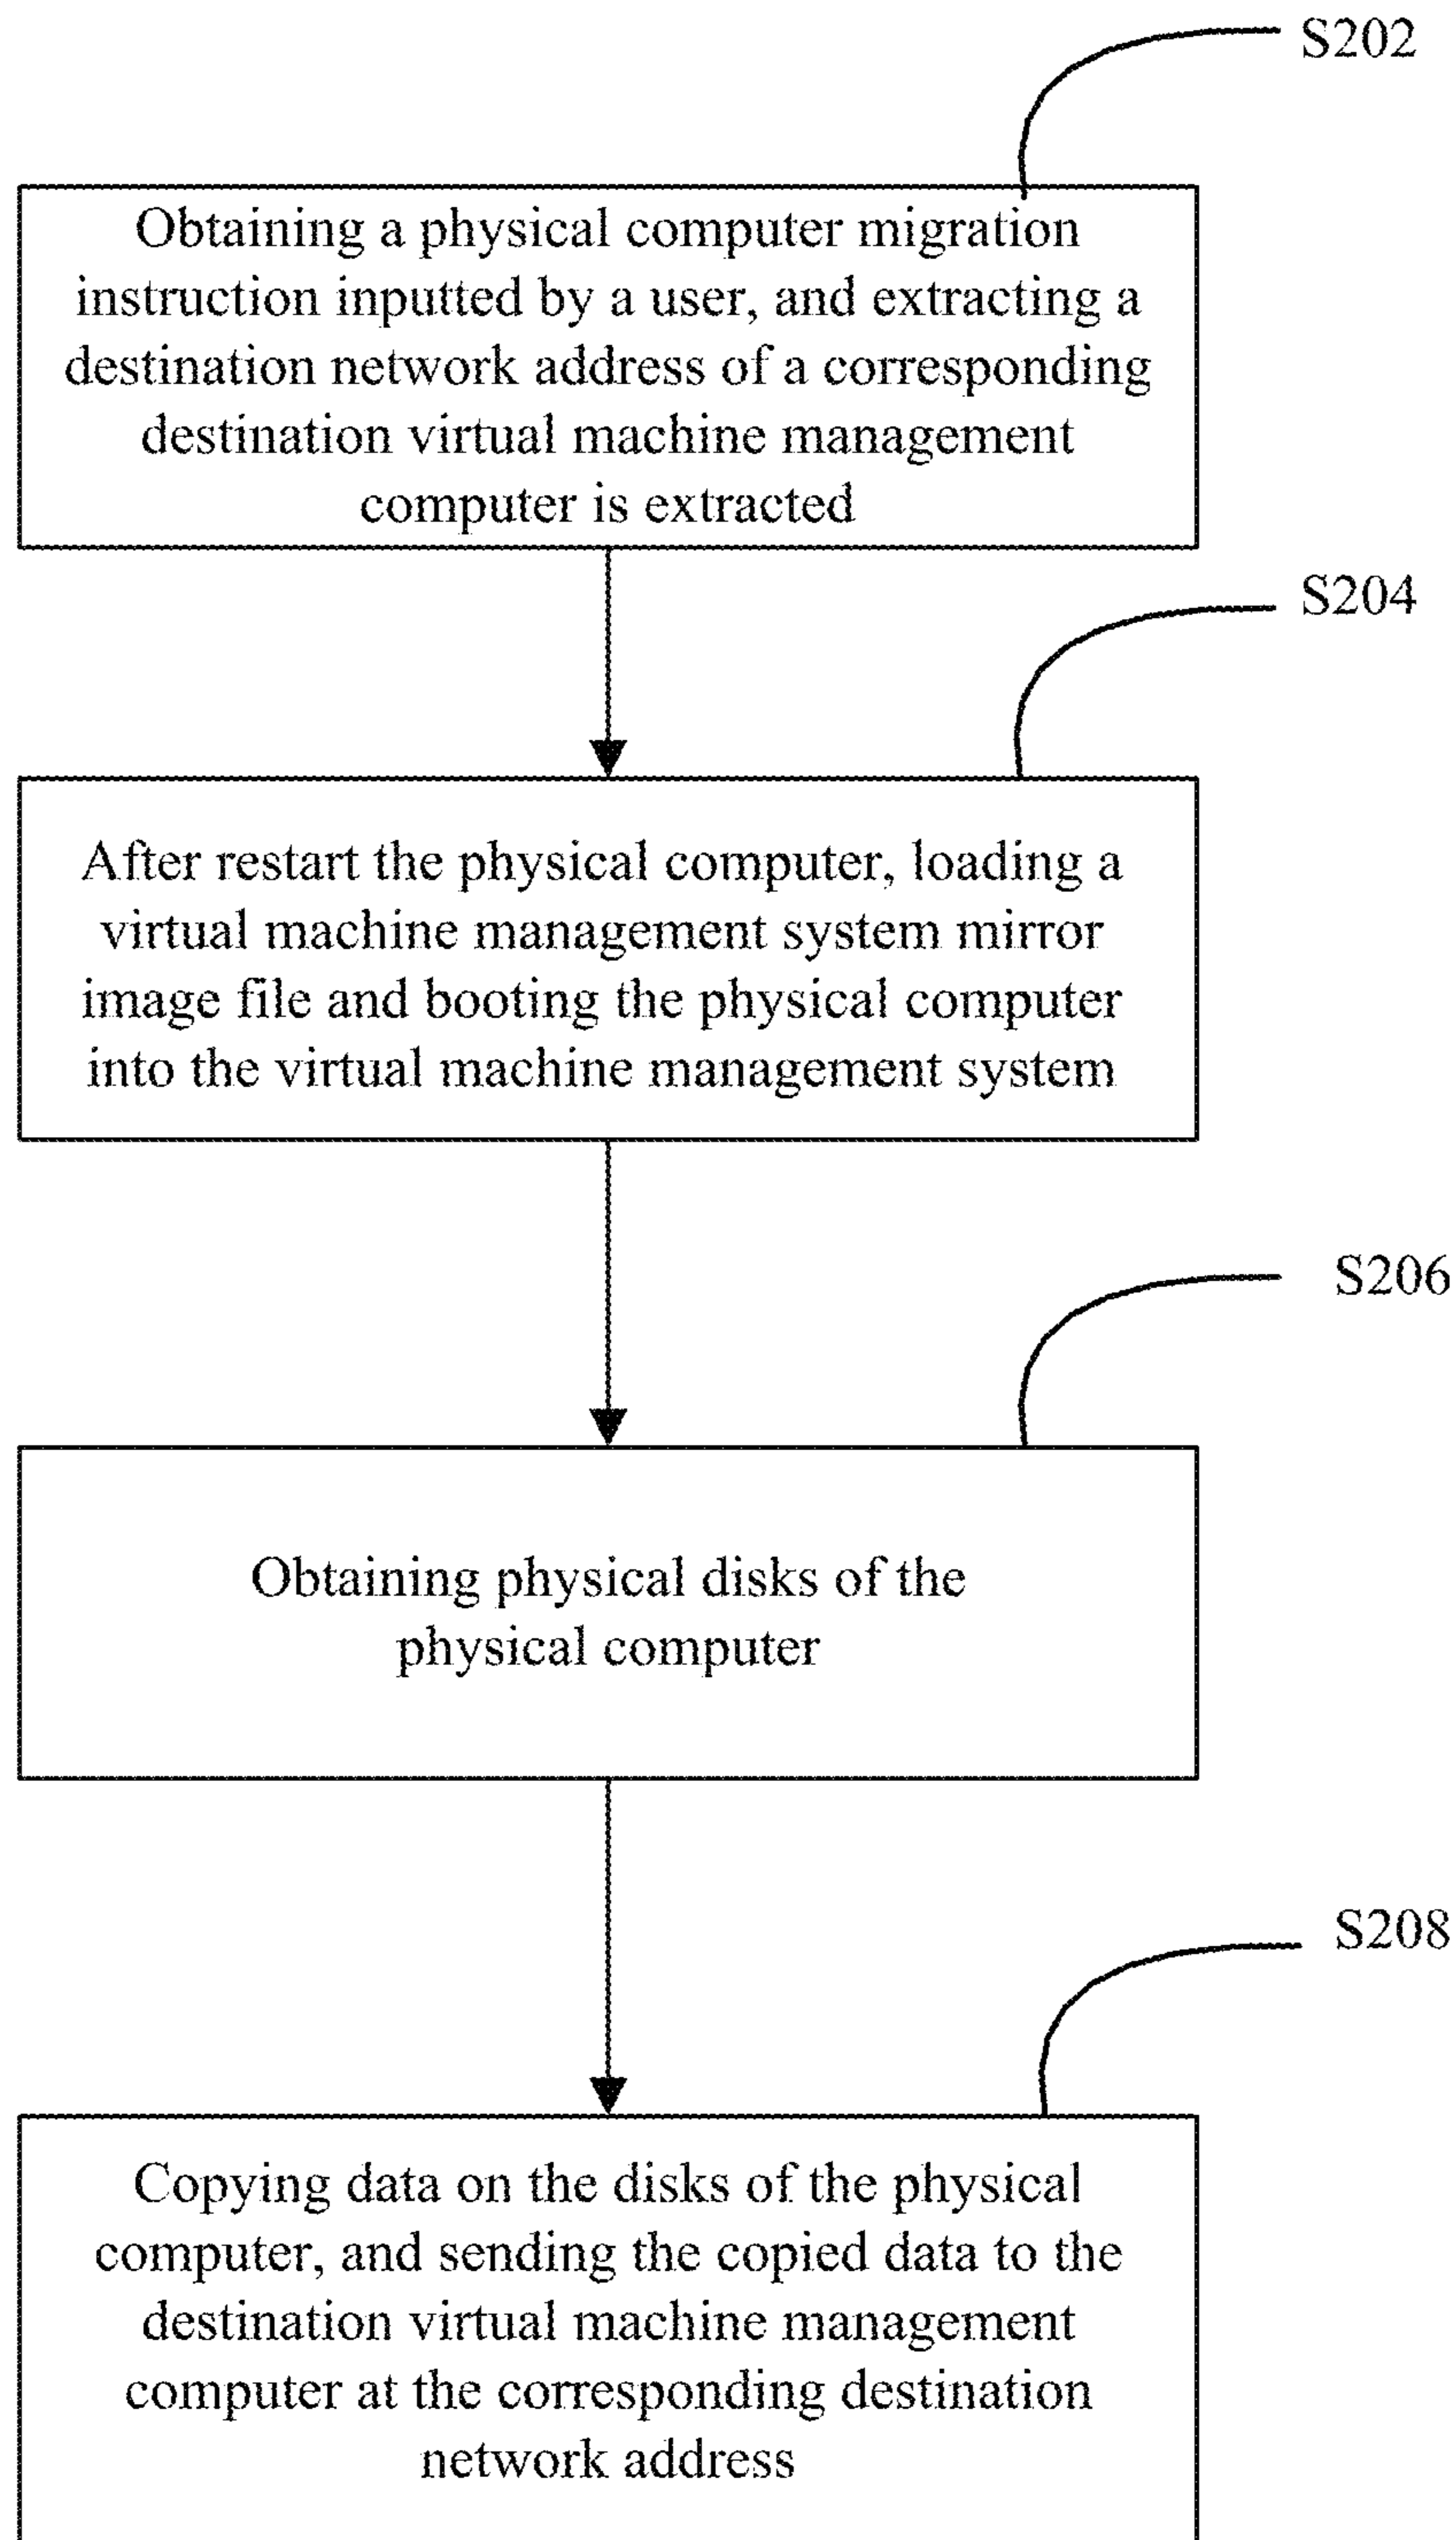 S202
Obtaining a physical computer migration
instruction inputted by a user, and extracting a
destination network address of a corresponding
destination virtual machine management
computer is extracted
S204
After restart the physical computer, loading a
virtual machine management system mirror
image file and booting the physical computer
into the virtual machine management system
S206
Obtaining physical disks of the
physical computer
S208
Copying data on the disks of the physical
computer, and sending the copied data to the
destination virtual machine management
computer at the corresponding destination
network address